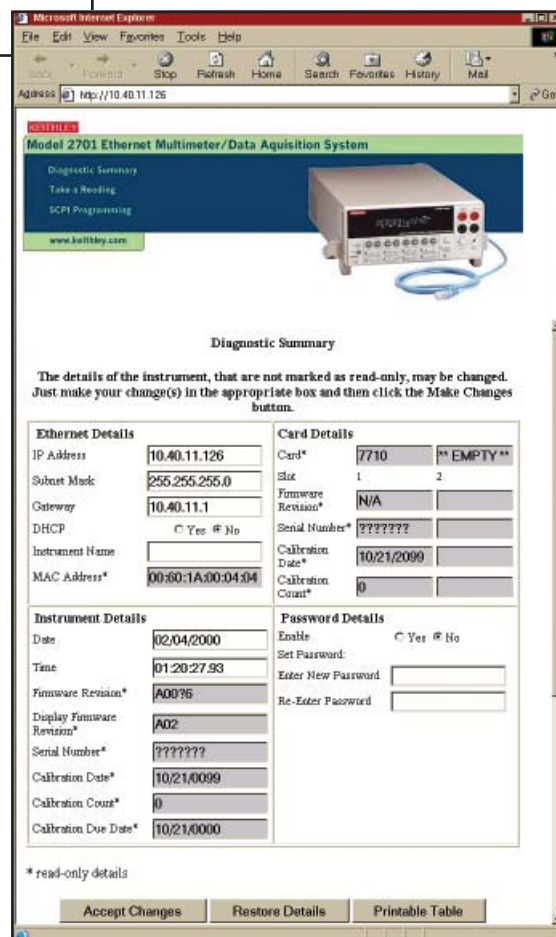 Microsoft Internet Explorer
File Edit View Favorites Tools Help
Back Forward Stop Refresh Home Search Favorites History Mail
Address http://10.40.11.126 Go
KEITHLEY
Model 2701 Ethernet Multimeter/Data Aquisition System
Diagnostic Summary
Take a Reading
SCPI Programming
www.keithley.com
Diagnostic Summary
The details of the instrument, that are not marked as read-only, may be changed.
Just make your change(s) in the appropriate box and then click the Make Changes
button.
Ethernet Details
IP Address 10.40.11.126
Subnet Mask 255.255.255.0
Gateway 10.40.11.1
DHCP Yes No
Instrument Name
MAC Address* 00:60:1A:00:04:04
Card Details
Card* 7710 ** EMPTY **
Slot 1 2
Firmware
Revision* N/A
Serial Number* ???????
Calibration
Date* 10/21/2099
Calibration
Count* 0
Instrument Details
Date 02/04/2000
Time 01:20:27.93
Firmware Revision* A00?6
Display Firmware
Revision* A02
Serial Number* ???????
Calibration Date* 10/21/0099
Calibration Count* 0
Calibration Due Date* 10/21/0000
Password Details
Enable Yes No
Set Password:
Enter New Password
Re-Enter Password
* read-only details
Accept Changes Restore Details Printable Table